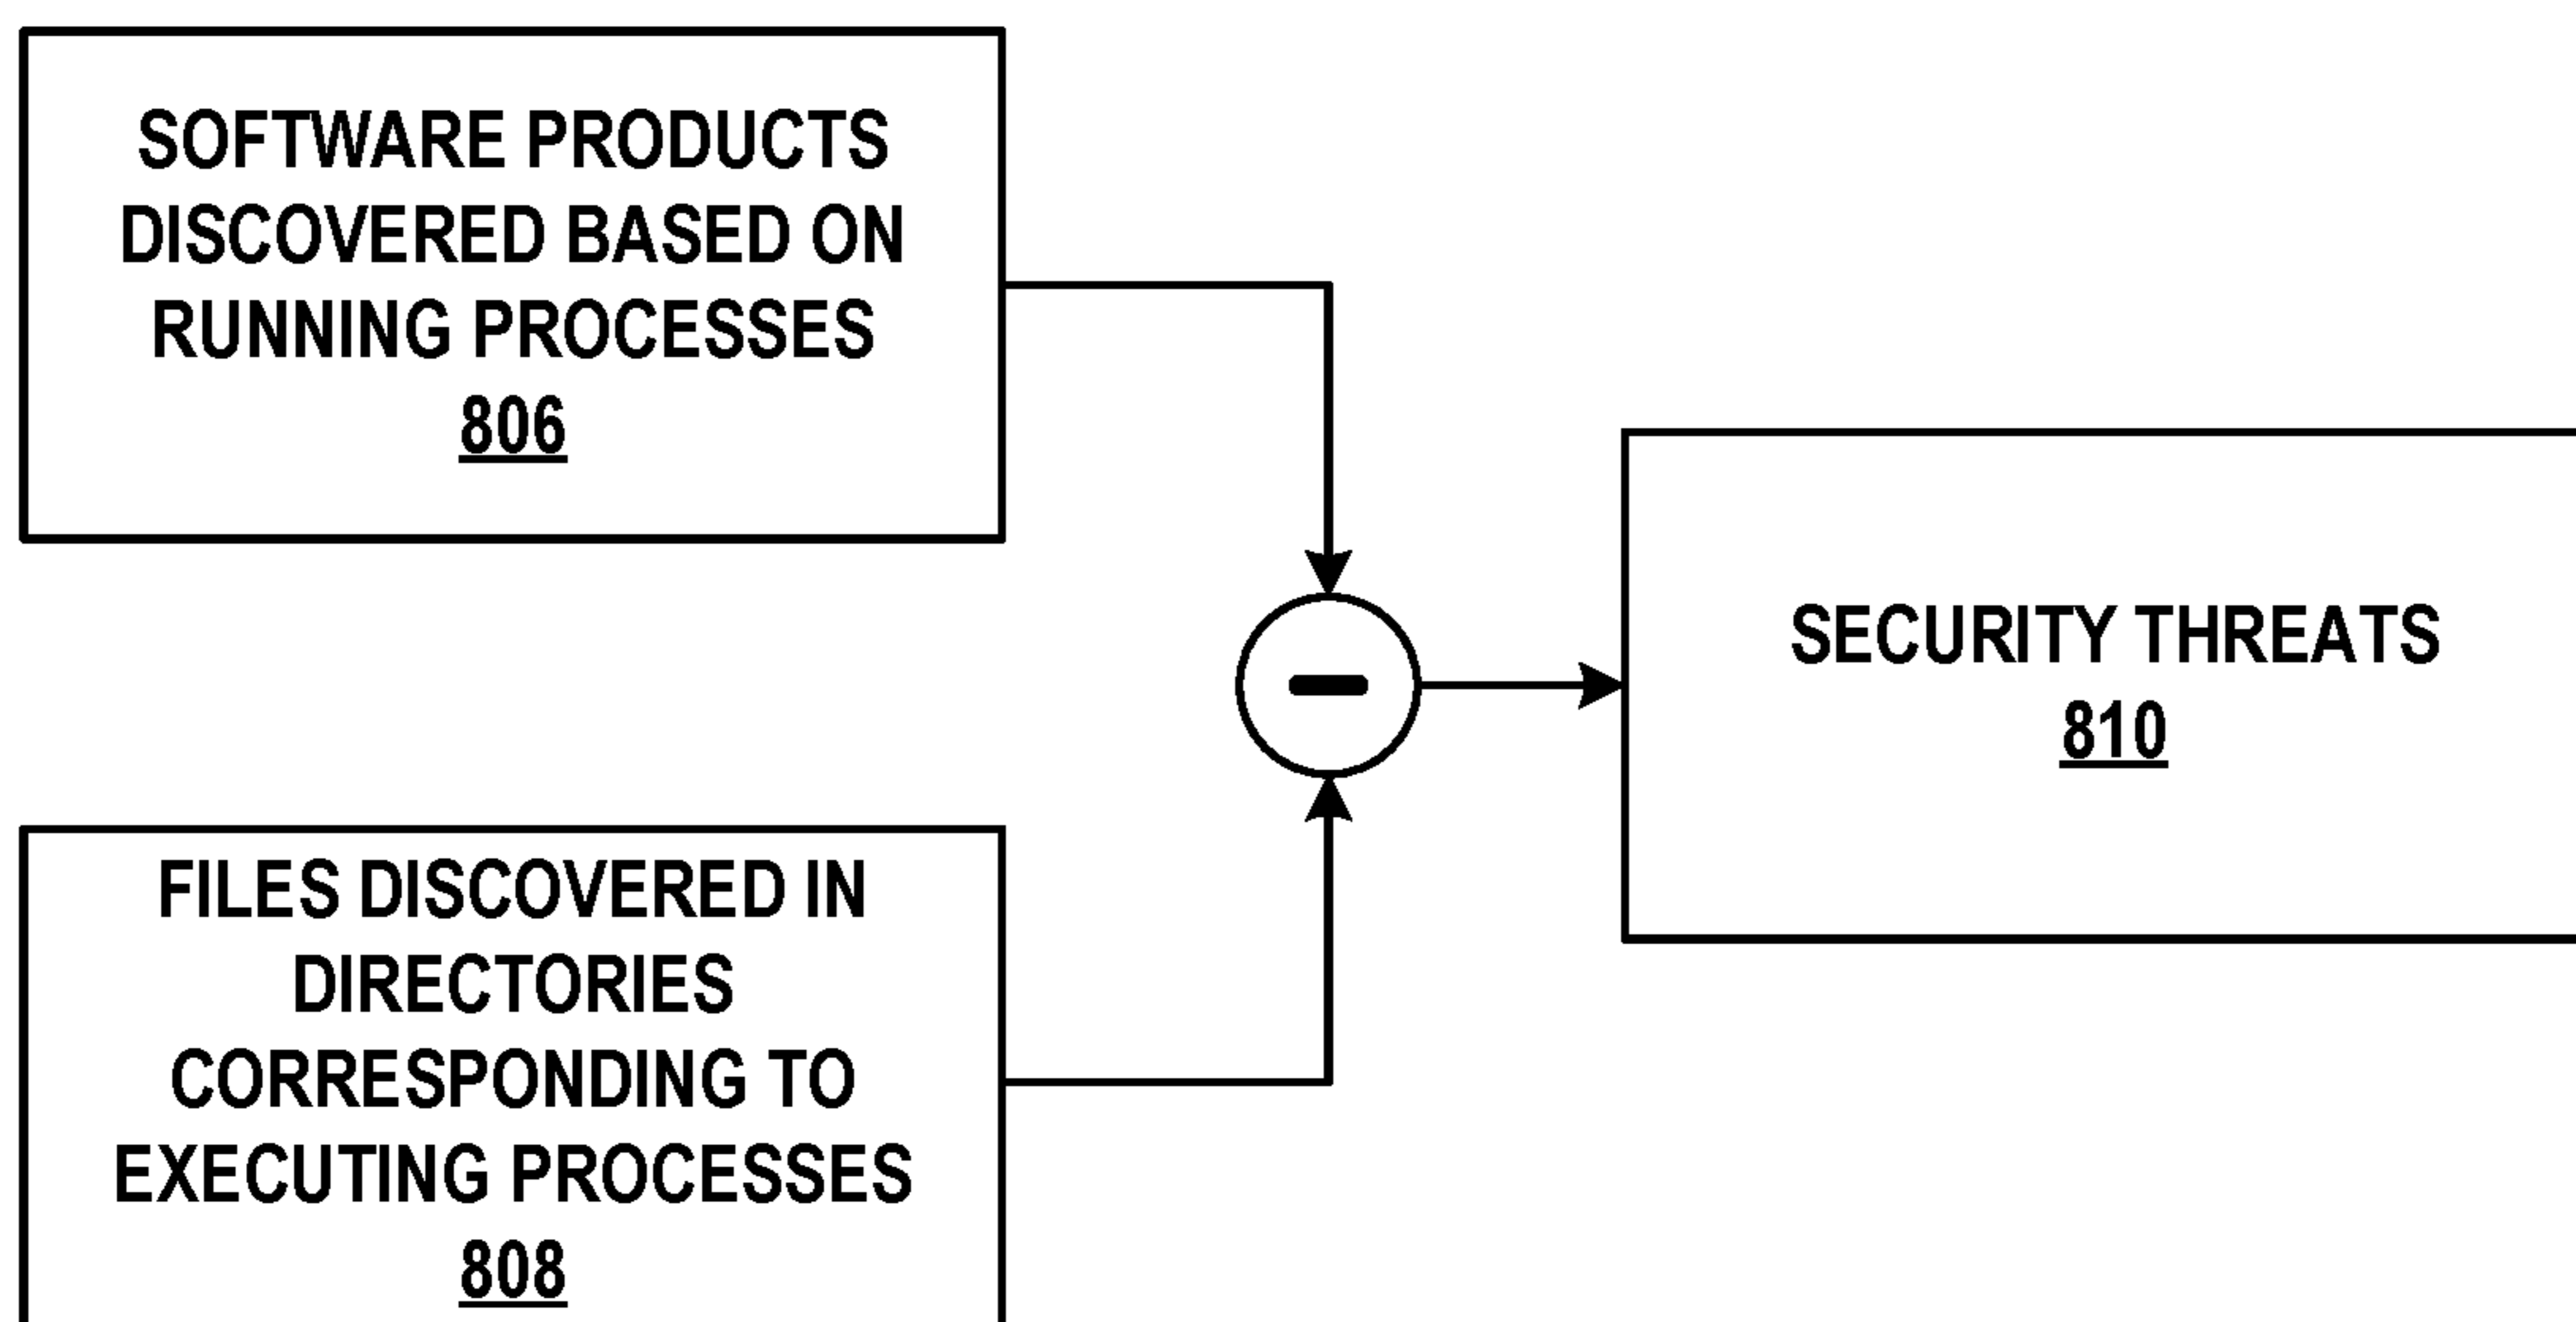 SOFTWARE PRODUCTS
DISCOVERED BASED ON
RUNNING PROCESSES
806
FILES DISCOVERED IN
DIRECTORIES
CORRESPONDING TO
EXECUTING PROCESSES
808
SECURITY THREATS
810